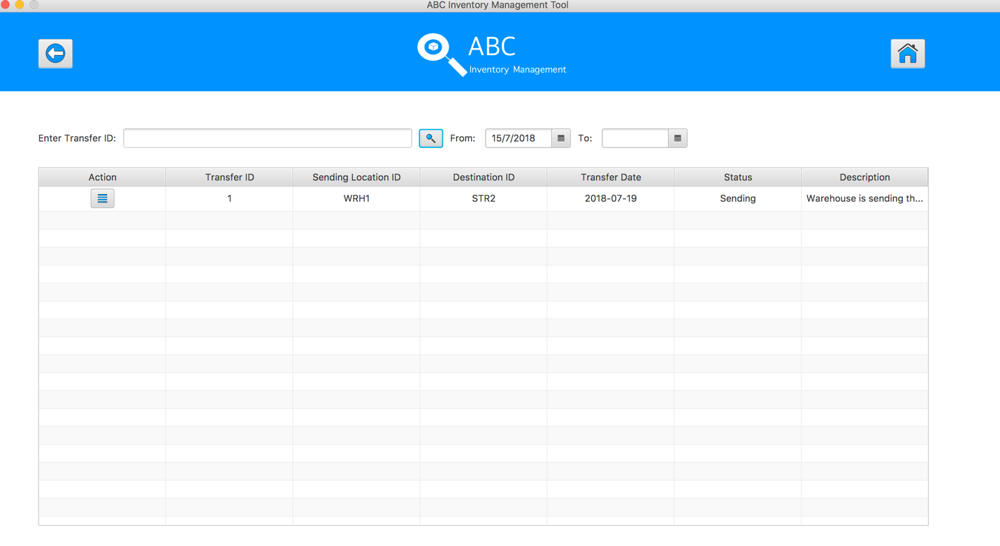 ABC Inventory Management Tool
ABC
Inventory Management
Enter Transfer ID: From: 15/7/2018 To:
Action Transfer ID Sending Location ID Destination ID Transfer Date Status Description
1 WRH1 STR2 2018-07-19 Sending Warehouse is sending th...